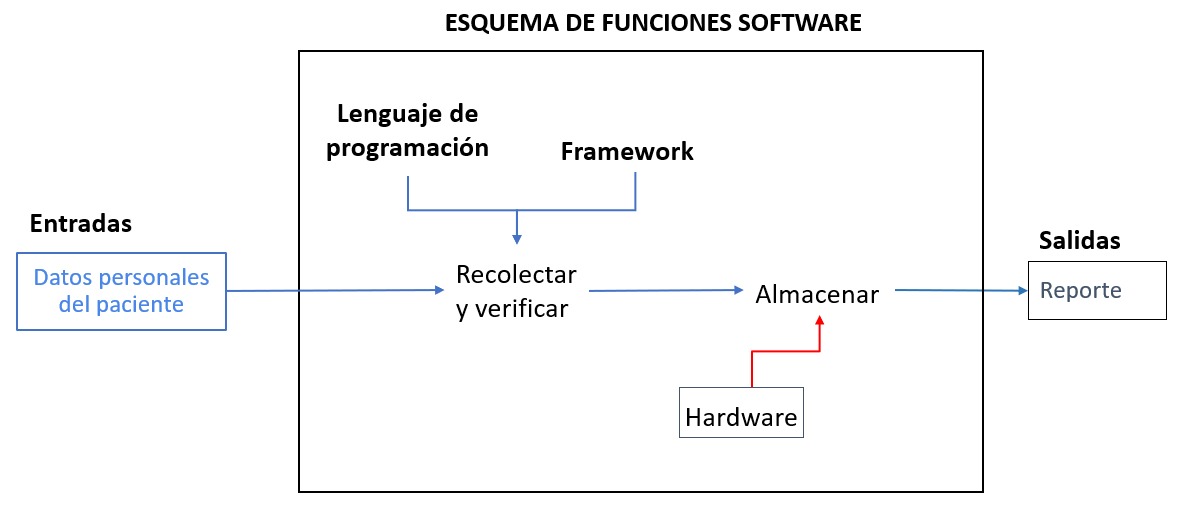 ESQUEMA DE FUNCIONES SOFTWARE
Lenguaje de
programación
Framework
Entradas
Datos personales
del paciente
Recolectar
y verificar
Almacenar
Salidas
Reporte
Hardware